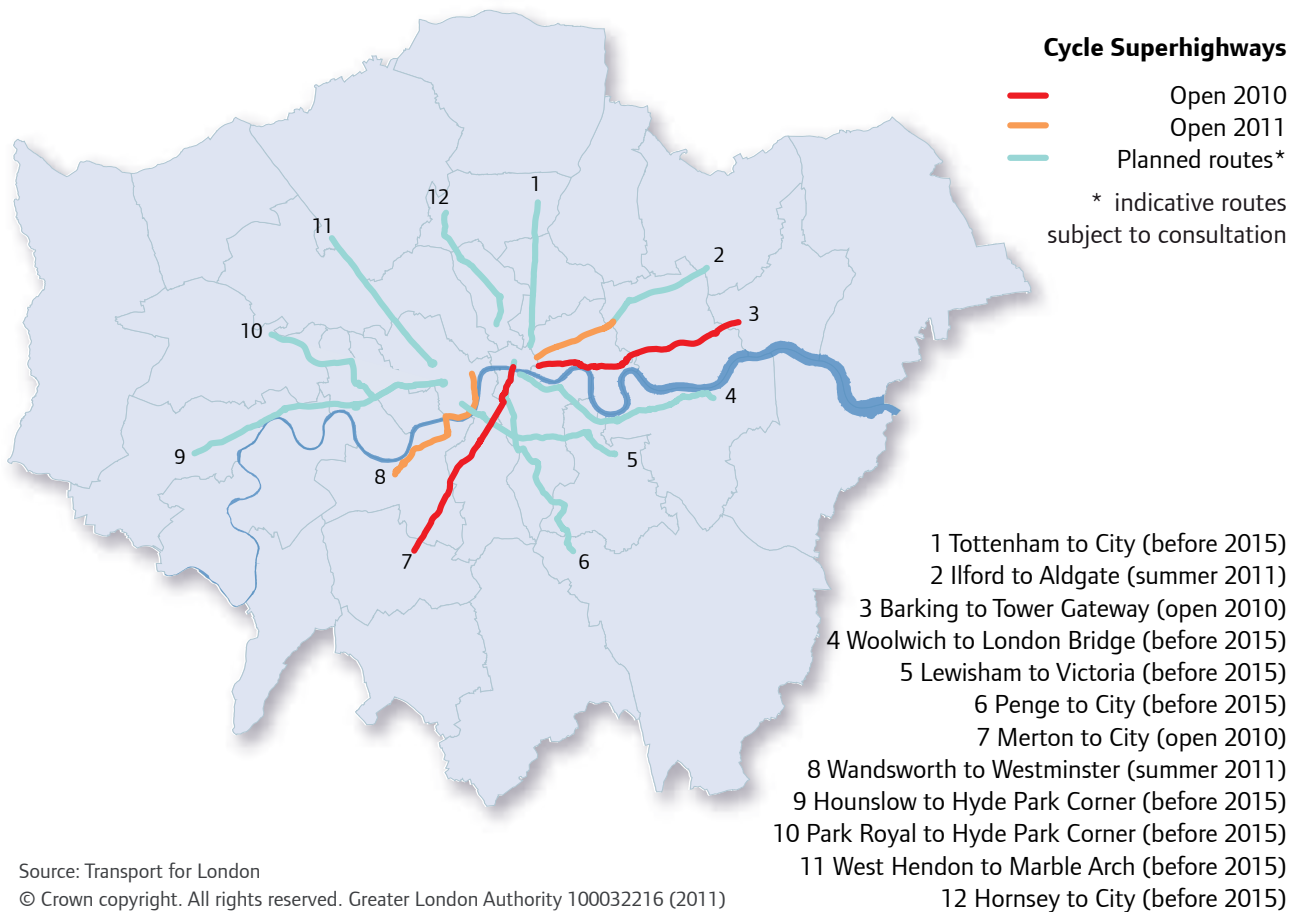 Cycle Superhighways
Open 2010
Open 2011
Planned routes*
* indicative routes
subject to consultation
1
12
11
2
3
10
4
9
5
8
7
6
1 Tottenham to City (before 2015)
2 Ilford to Aldgate (summer 2011)
3 Barking to Tower Gateway (open 2010)
4 Woolwich to London Bridge (before 2015)
5 Lewisham to Victoria (before 2015)
6 Penge to City (before 2015)
7 Merton to City (open 2010)
8 Wandsworth to Westminster (summer 2011)
9 Hounslow to Hyde Park Corner (before 2015)
10 Park Royal to Hyde Park Corner (before 2015)
11 West Hendon to Marble Arch (before 2015)
12 Hornsey to City (before 2015)
Source: Transport for London
© Crown copyright. All rights reserved. Greater London Authority 100032216 (2011)